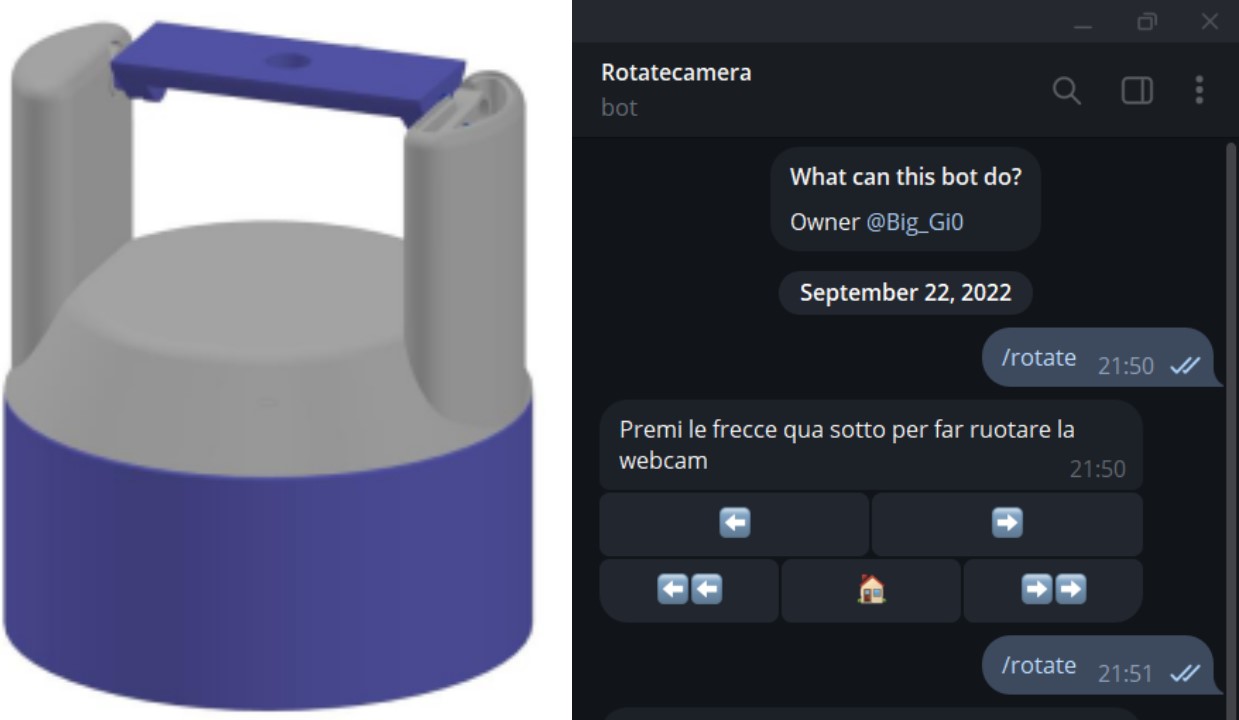 Rotatecamera
bot
What can this bot do?
Owner @Big_Gi0
September 22, 2022
/rotate 21:50
Premi le frecce qua sotto per far ruotare la
webcam 21:50
/rotate 21:51